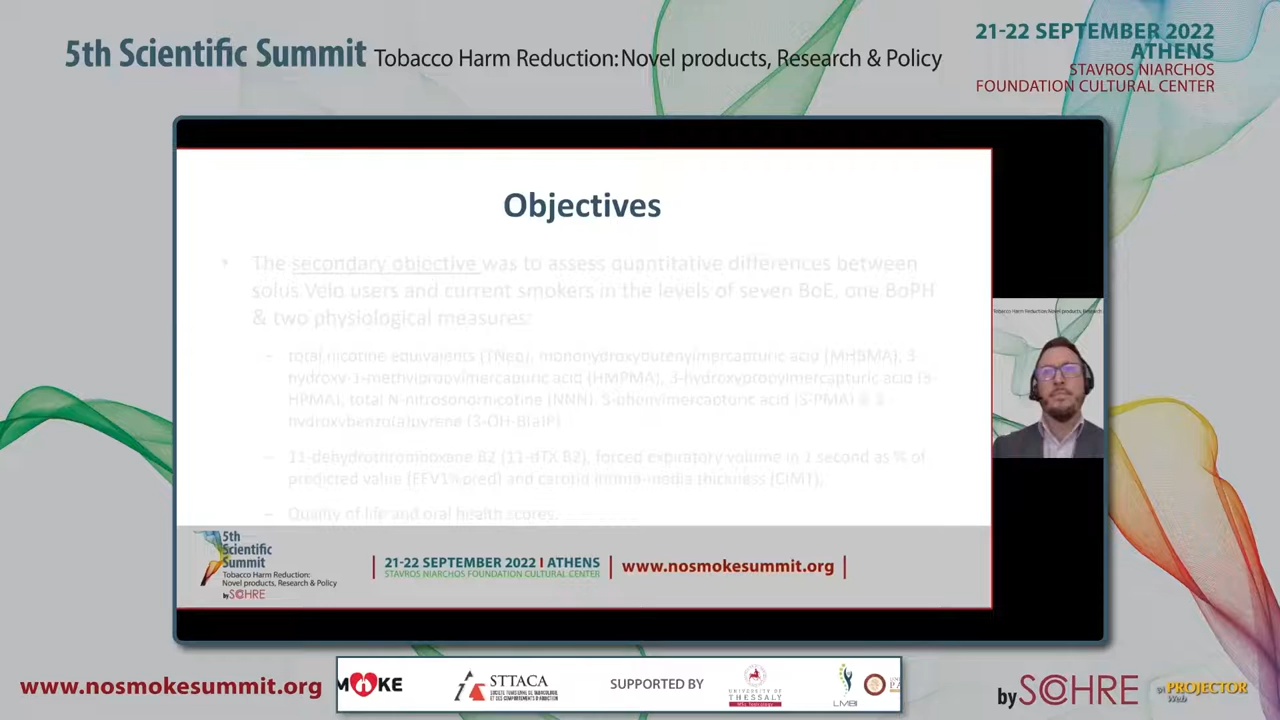 5th Scientific Summit Tobacco Harm Reduction: Novel products, Research & Policy
21-22 SEPTEMBER 2022
ATHENS
STAVROS NIARCHOS
FOUNDATION CULTURAL CENTER
Objectives
• The secondary objective was to assess quantitative differences between
solus Velo users and current smokers in the levels of seven BoE, one BoPH
& two physiological measures:
– total nicotine equivalents (TNeq), monohydroxybutenylmercapturic acid (MHBMA), 3-
hydroxy-1-methylpropylmercapturic acid (HMPMA), 3-hydroxypropylmercapturic acid (3-
HPMA), total N-nitrosonornicotine (NNN), S-phenylmercapturic acid (S-PMA)
hydroxybenzo(a)pyrene (3-OH-B[a]P)
– 11-dehydrothromboxane B2 (11-dTX B2), forced expiratory volume in 1 second as % of
predicted value (FEV1%pred) and carotid intima-media thickness (CIMT),
– Quality of life and oral health scores.
5th
Scientific
Summit
Tobacco Harm Reduction:
Novel products, Research & Policy
by SCOHRE
21-22 SEPTEMBER 2022 I ATHENS
STAVROS NIARCHOS FOUNDATION CULTURAL CENTER
www.nosmokesummit.org
www.nosmokesummit.org
STTACA
SUPPORTED BY
UNIVERSITY OF
THESSALY
LMBI
by SCOHRE
PROJECTOR
Web